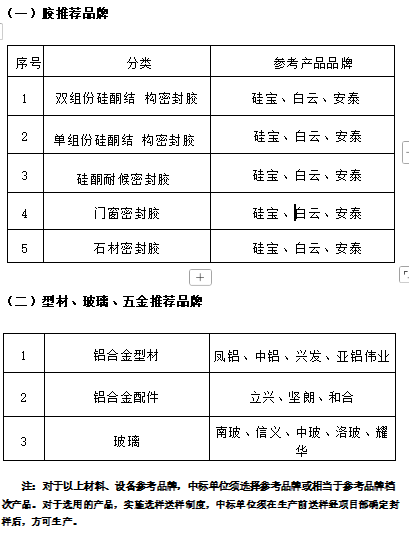 （一）胶推荐品牌
序号 分类 参考产品品牌
1 双组份硅酮结 构密封胶 硅宝、白云、安泰
2 单组份硅酮结 构密封胶 硅宝、白云、安泰
3 硅酮耐候密封胶 硅宝、白云、安泰
4 门窗密封胶 硅宝、白云、安泰
5 石材密封胶 硅宝、白云、安泰
（二）型材、玻璃、五金推荐品牌
1 铝合金型材 凤铝、中铝、兴发、亚铝伟业
2 铝合金配件 立兴、坚朗、和合
3 玻璃 南玻、信义、中玻、洛玻、耀
华
注：对于以上材料、设备参考品牌，中标单位须选择参考品牌或相当于参考品牌档
次产品。对于选用的产品，实施选样送样制度，中标单位须在生产前送样经项目部确定封
样后，方可生产。